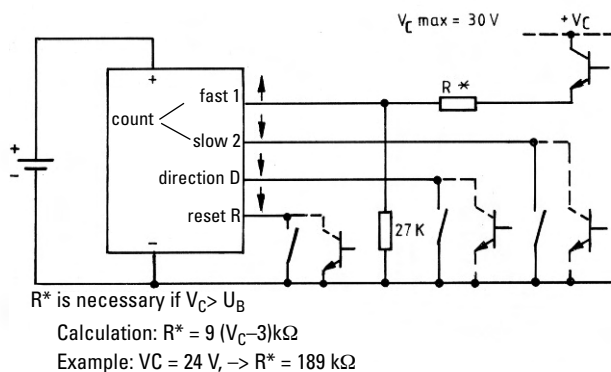 V_C max = 30 V
+ V_C
+
fast 1
R *
count
slow 2
+
-
direction D
reset R
27 K
–
R* is necessary if V_C> U_B
Calculation: R* = 9 (V_C–3)kΩ
Example: VC = 24 V, –> R* = 189 kΩ